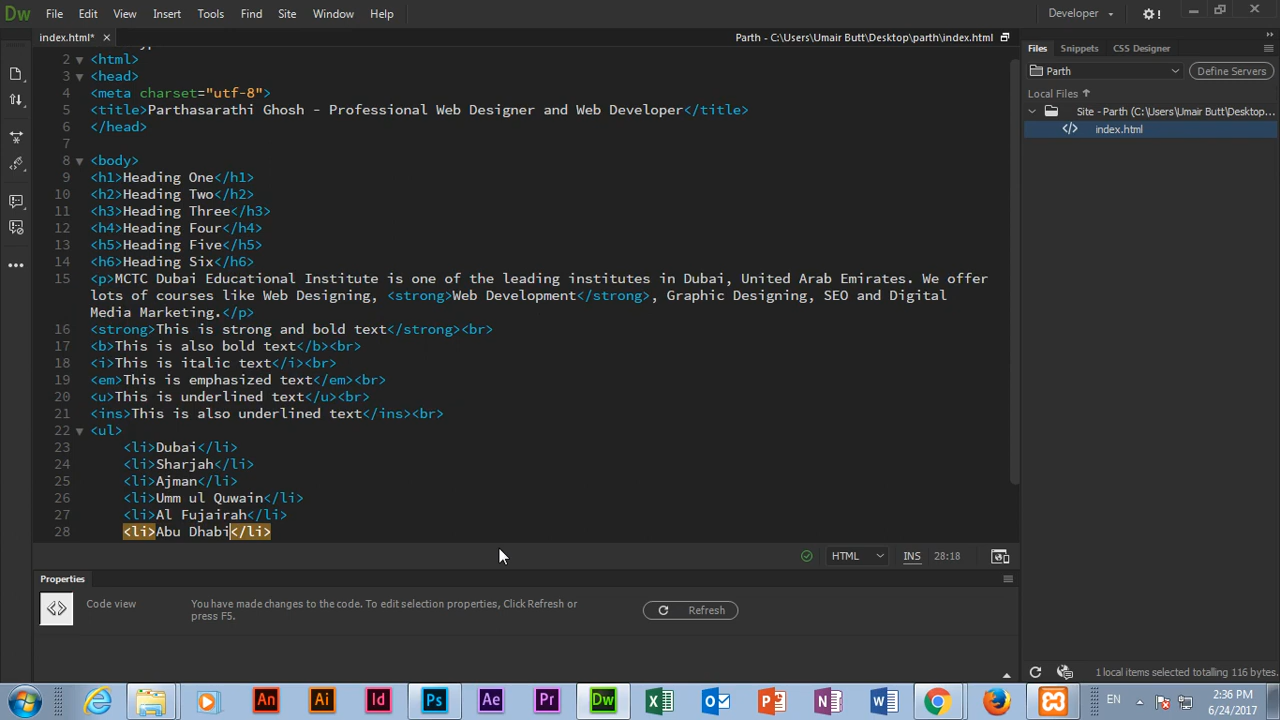 Dw File Edit View Insert Tools Find Site Window Help Developer
index.html* Parth - C:\Users\Umair Butt\Desktop\parth\index.html
2 <html>
3 <head>
4 <meta charset="utf-8">
5 <title>Parthasarathi Ghosh - Professional Web Designer and Web Developer</title>
6 </head>
7
8 <body>
9 <h1>Heading One</h1>
10 <h2>Heading Two</h2>
11 <h3>Heading Three</h3>
12 <h4>Heading Four</h4>
13 <h5>Heading Five</h5>
14 <h6>Heading Six</h6>
15 <p>MCTC Dubai Educational Institute is one of the leading institutes in Dubai, United Arab Emirates. We offer
lots of courses like Web Designing, <strong>Web Development</strong>, Graphic Designing, SEO and Digital
Media Marketing.</p>
16 <strong>This is strong and bold text</strong><br>
17 <b>This is also bold text</b><br>
18 <i>This is italic text</i><br>
19 <em>This is emphasized text</em><br>
20 <u>This is underlined text</u><br>
21 <ins>This is also underlined text</ins><br>
22 <ul>
23 <li>Dubai</li>
24 <li>Sharjah</li>
25 <li>Ajman</li>
26 <li>Umm ul Quwain</li>
27 <li>Al Fujairah</li>
28 <li>Abu Dhabi</li>
HTML INS 28:18
Properties
Code view You have made changes to the code. To edit selection properties, Click Refresh or
press F5.
Refresh
Files Snippets CSS Designer
Parth Define Servers
Local Files
Site - Parth (C:\Users\Umair Butt\Desktop...
index.html
1 local items selected totalling 116 bytes.
An Ai Id Ps Ae Pr Dw EN
2:36 PM
6/24/2017